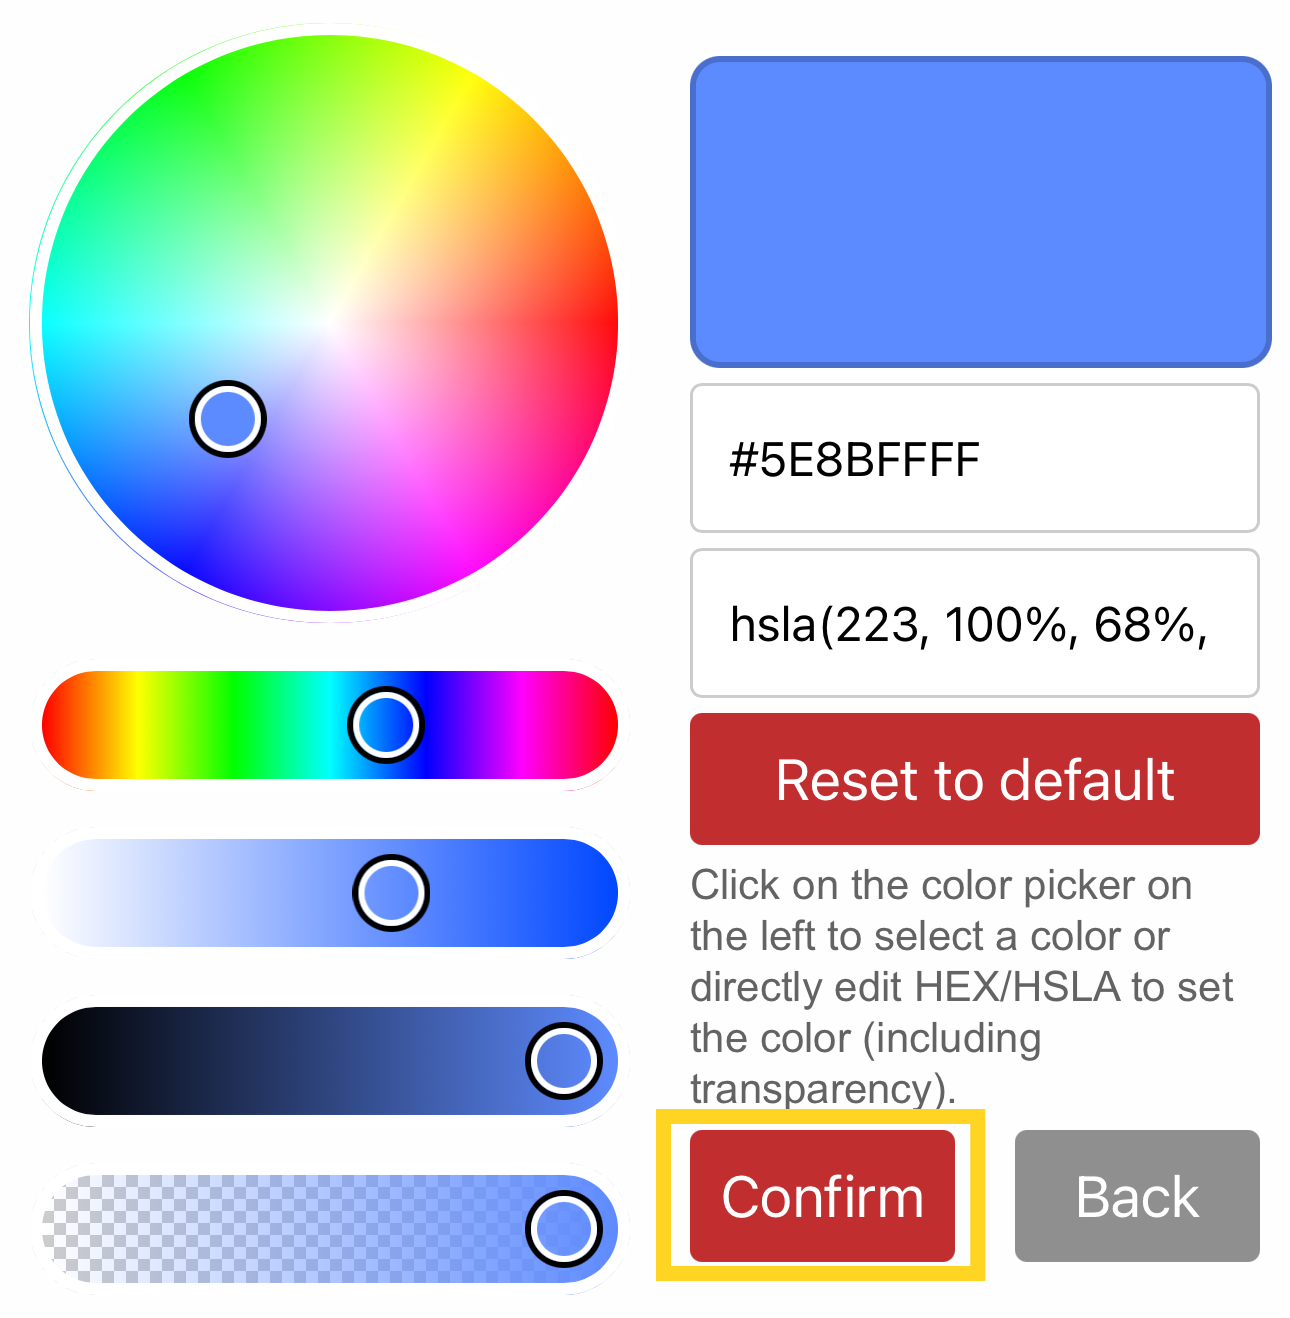 #5E8BFFFF
hsla(223, 100%, 68%,
Reset to default
Click on the color picker on
the left to select a color or
directly edit HEX/HSLA to set
the color (including
transparency).
Confirm
Back